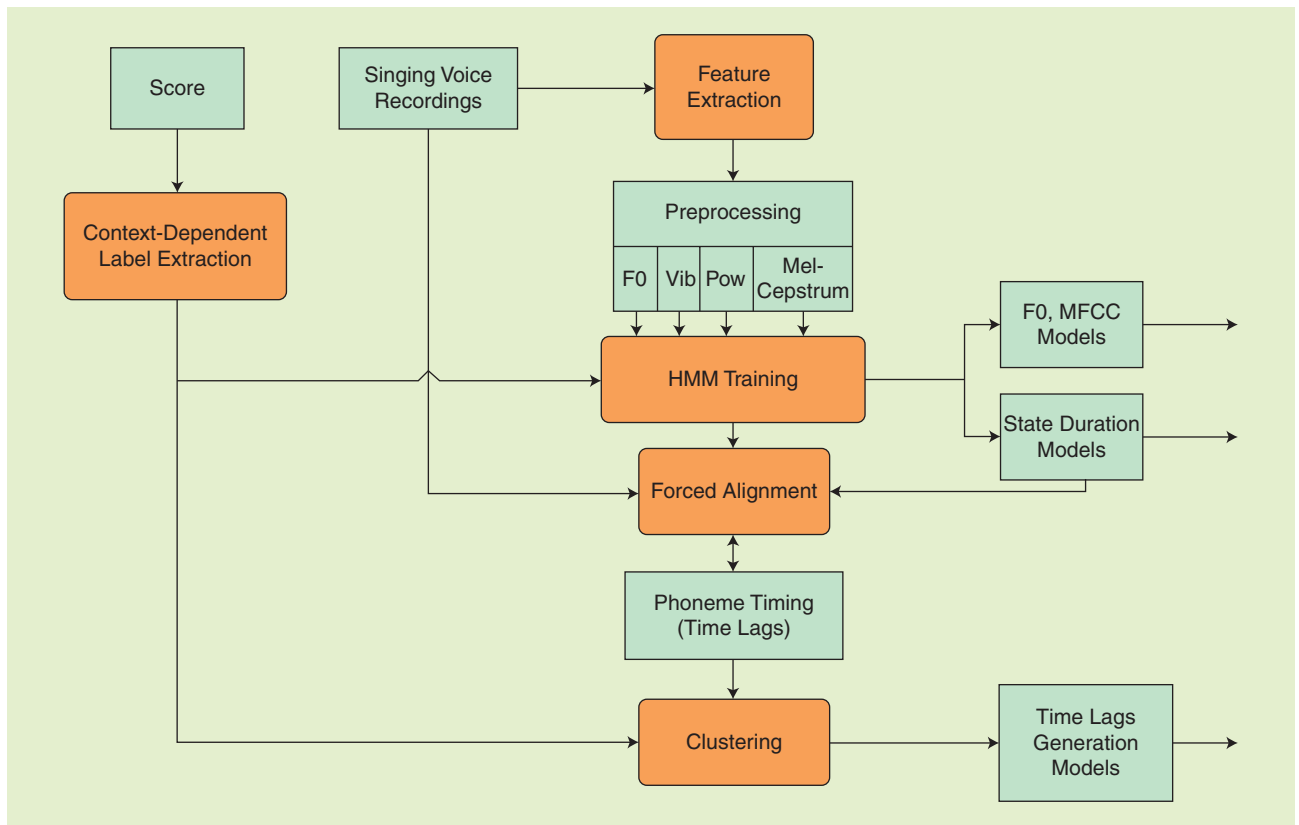 Score
Singing Voice
Recordings
Feature
Extraction
Context-Dependent
Label Extraction
Preprocessing
F0
Vib
Pow
Mel-
Cepstrum
F0, MFCC
Models
HMM Training
State Duration
Models
Forced Alignment
Phoneme Timing
(Time Lags)
Clustering
Time Lags
Generation
Models